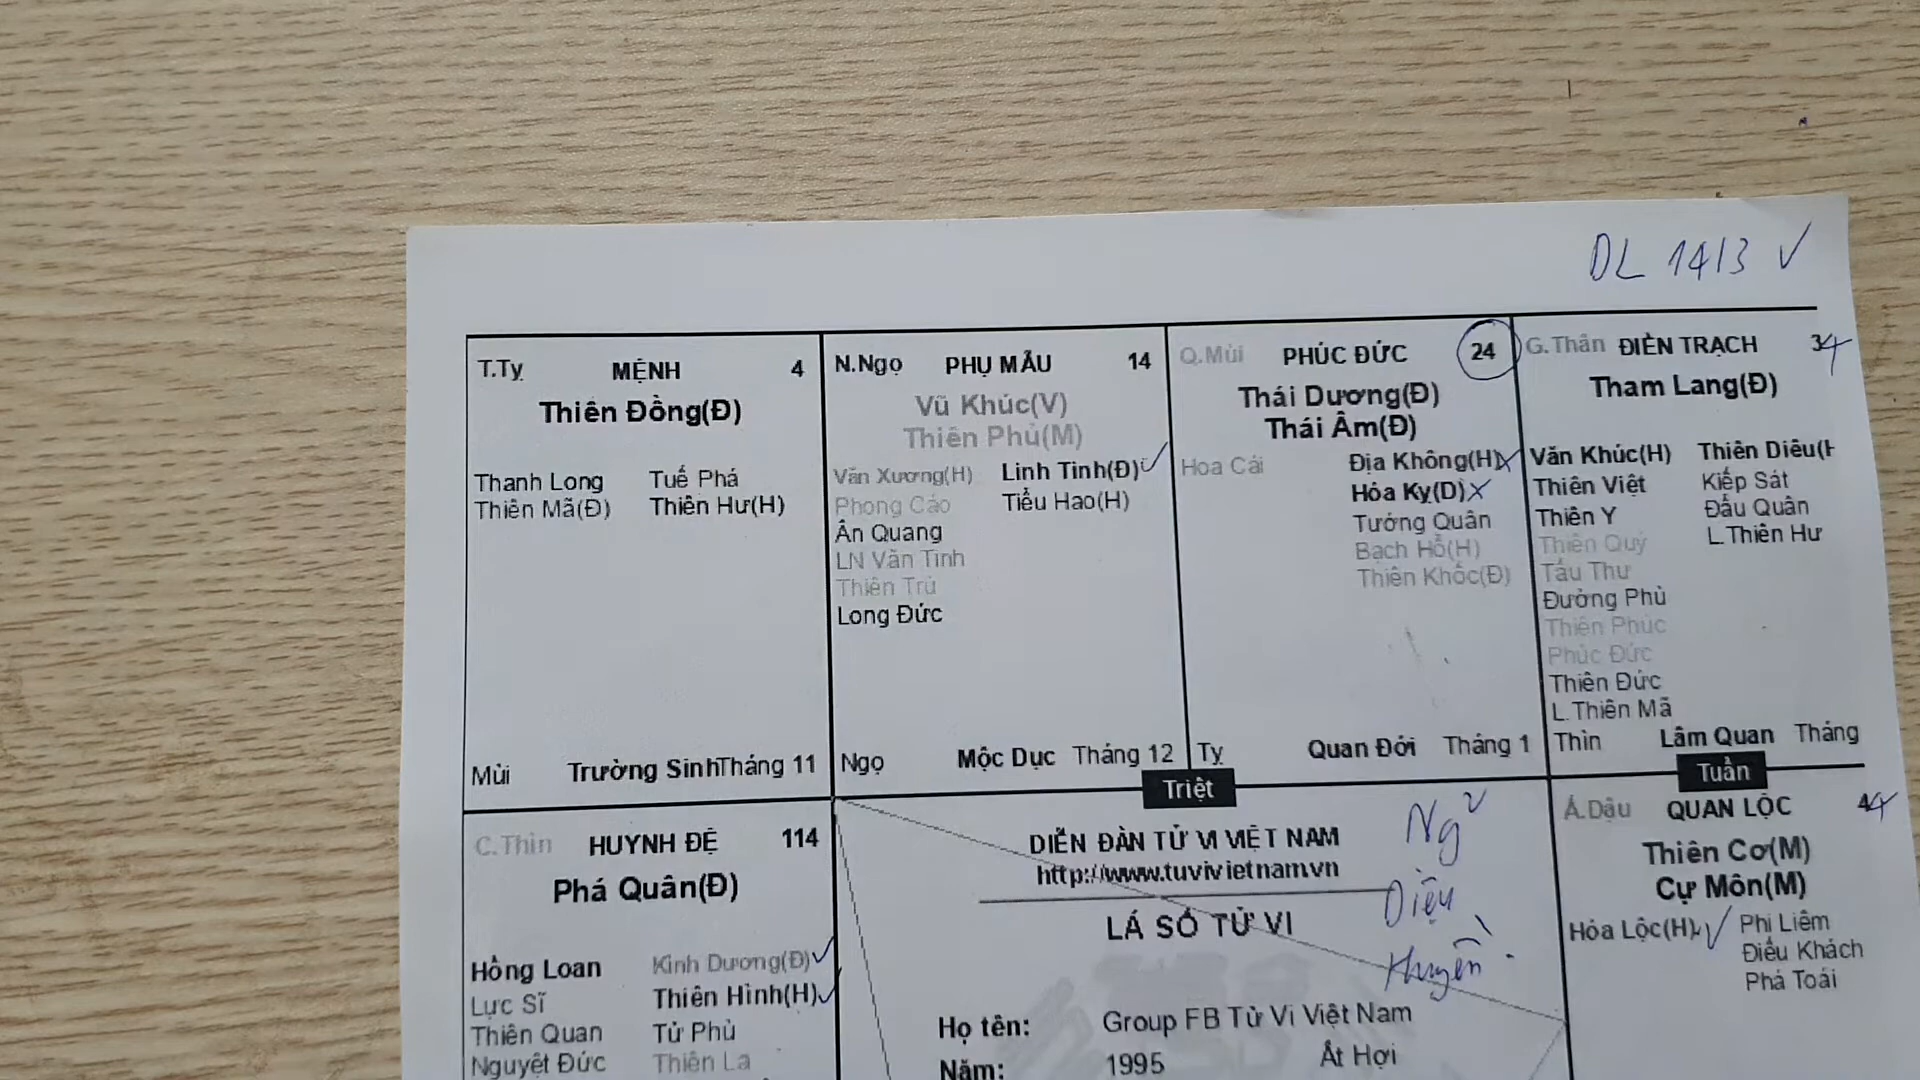 DL 1413 ✓
T.Tỵ MỆNH 4
Thiên Đồng(Đ)
Thanh Long Tuế Phá
Thiên Mã(Đ) Thiên Hư(H)
Mùi Trường Sinh Tháng 11
N.Ngọ PHỤ MẪU 14
Vũ Khúc(V)
Thiên Phủ(M)
Văn Xương(H) Linh Tinh(Đ) ✓
Phong Cáo Tiểu Hao(H)
Ân Quang
LN Văn Tinh
Thiên Trù
Long Đức
Ngọ Mộc Dục Tháng 12
Q.Mùi PHÚC ĐỨC 24
Thái Dương(Đ)
Thái Âm(Đ)
Hoa Cái Địa Không(H) x
Hóa Kỵ(D) x
Tướng Quân
Bạch Hổ(H)
Thiên Khốc(Đ)
Tỵ Quan Đới Tháng 1
G.Thân ĐIỀN TRẠCH 34
Tham Lang(Đ)
Văn Khúc(H) Thiên Diêu(H
Thiên Việt Kiếp Sát
Thiên Y Đẩu Quân
Thiên Quý L.Thiên Hư
Tấu Thư
Đường Phù
Thiên Phúc
Phúc Đức
Thiên Đức
L.Thiên Mã
Thìn Lâm Quan Tháng
Triệt
Tuần
C.Thìn HUYNH ĐỆ 114
Phá Quân(Đ)
Hồng Loan Kình Dương(Đ) ✓
Lực Sĩ Thiên Hình(H) ✓
Thiên Quan Tử Phù
Nguyệt Đức Thiên La
DIỄN ĐÀN TỬ VI VIỆT NAM
http://www.tuvivietnam.vn
LÁ SỐ TỬ VI
Họ tên: Group FB Tử Vi Việt Nam
Năm: 1995 Ất Hợi
Diệu
Huyền
Á.Dậu QUAN LỘC 44
Thiên Cơ(M)
Cự Môn(M)
Hóa Lộc(H) ✓ Phi Liêm
Điếu Khách
Phá Toái